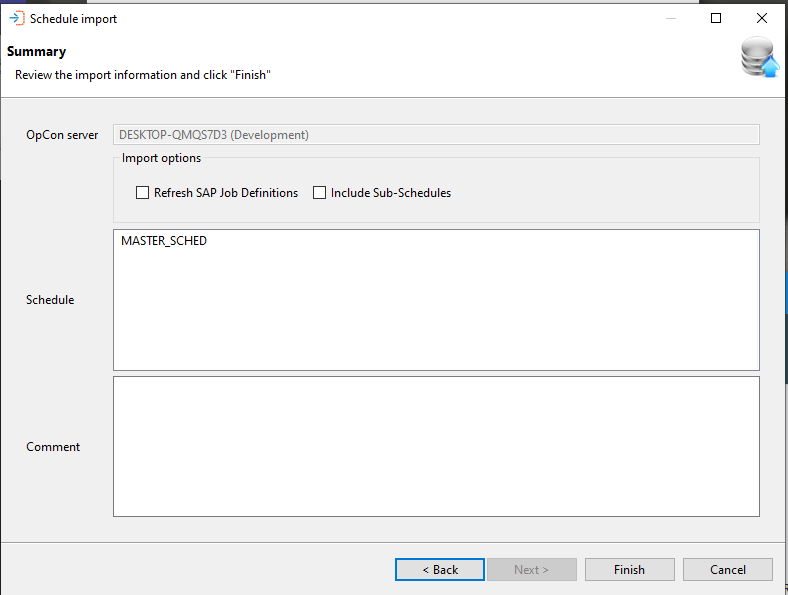 Schedule import
Summary
Review the import information and click "Finish"
OpCon server
DESKTOP-QMQS7D3 (Development)
Import options
Refresh SAP Job Definitions
Include Sub-Schedules
Schedule
MASTER_SCHED
Comment
< Back
Next >
Finish
Cancel